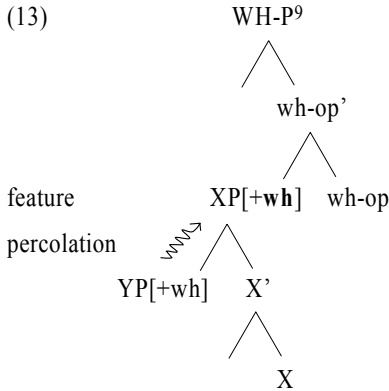 (13) WH-P⁹
wh-op’
feature XP[+wh] wh-op
percolation
YP[+wh] X’
X